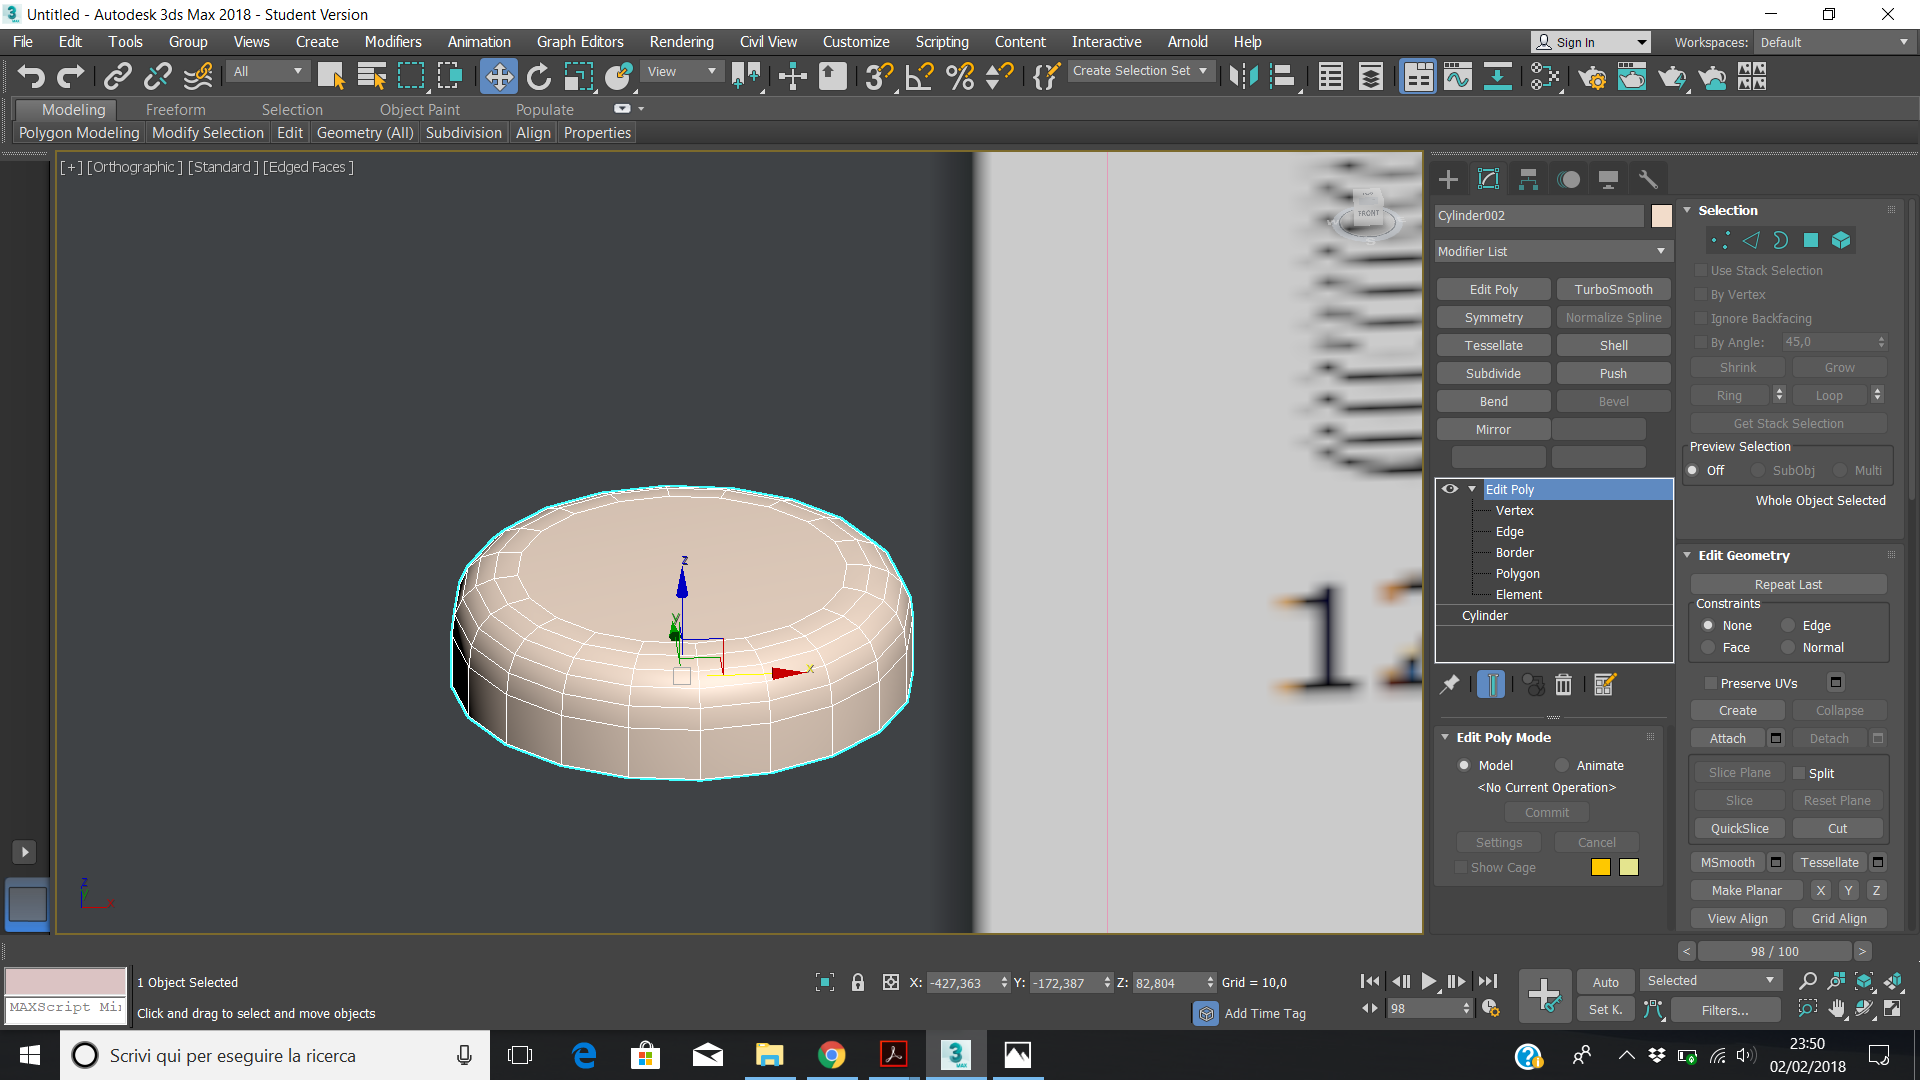 Untitled - Autodesk 3ds Max 2018 - Student Version
File Edit Tools Group Views Create Modifiers Animation Graph Editors Rendering Civil View Customize Scripting Content Interactive Arnold Help Sign In Workspaces: Default
All View Create Selection Set
Modeling Freeform Selection Object Paint Populate
Polygon Modeling Modify Selection Edit Geometry (All) Subdivision Align Properties
[+] [Orthographic ] [Standard ] [Edged Faces ]
FRONT
12
z
y
x
Cylinder002
Modifier List
Edit Poly TurboSmooth
Symmetry Normalize Spline
Tessellate Shell
Subdivide Push
Bend Bevel
Mirror
Edit Poly
Vertex
Edge
Border
Polygon
Element
Cylinder
Edit Poly Mode
Model Animate
<No Current Operation>
Commit
Settings Cancel
Show Cage
Selection
Use Stack Selection
By Vertex
Ignore Backfacing
By Angle: 45,0
Shrink Grow
Ring Loop
Get Stack Selection
Preview Selection
Off SubObj Multi
Whole Object Selected
Edit Geometry
Repeat Last
Constraints
None Edge
Face Normal
Preserve UVs
Create Collapse
Attach Detach
Slice Plane Split
Slice Reset Plane
QuickSlice Cut
MSmooth Tessellate
Make Planar X Y Z
View Align Grid Align
< 98 / 100 >
MAXScript Mi
1 Object Selected
Click and drag to select and move objects
X: -427,363 Y: -172,387 Z: 82,804 Grid = 10,0
Add Time Tag
98
Auto Selected
Set K. Filters...
Scrivi qui per eseguire la ricerca
23:50
02/02/2018